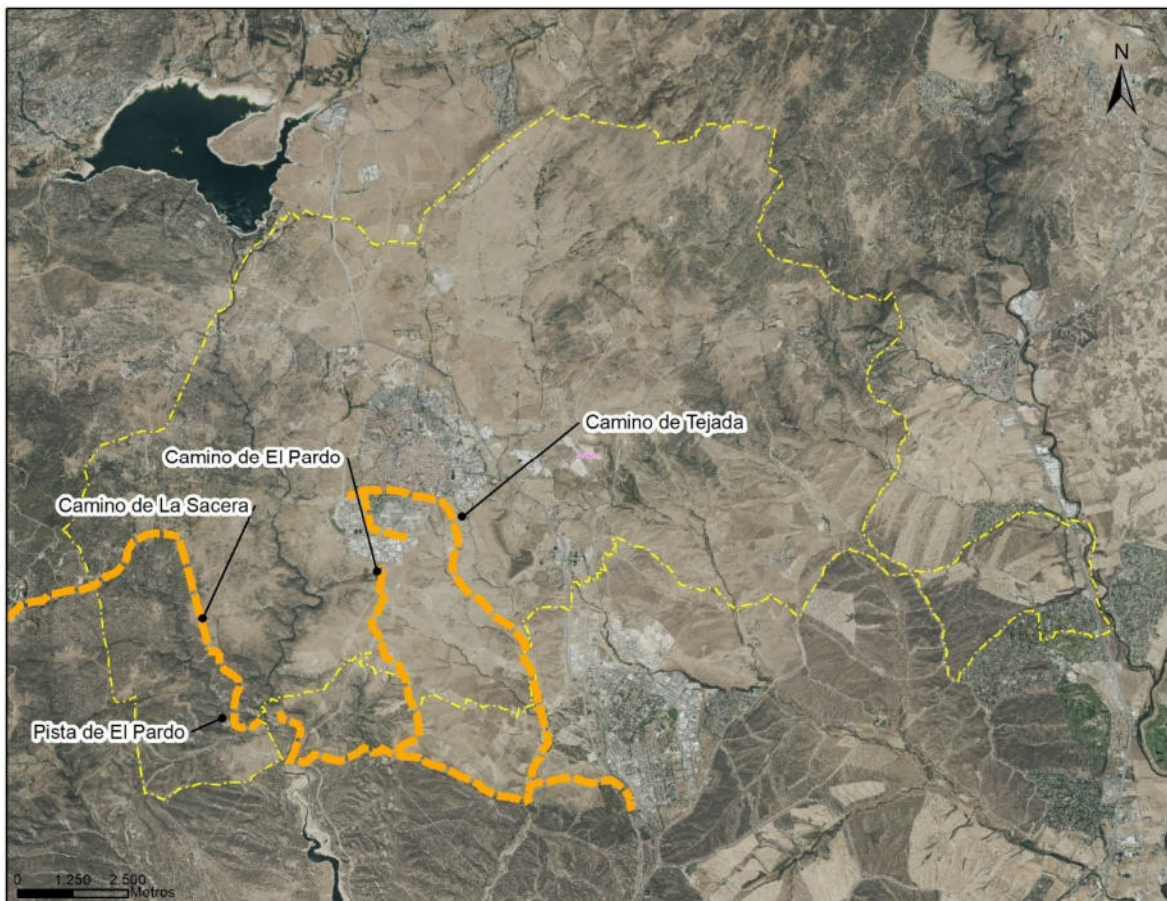 N
Camino de Tejada
Camino de El Pardo
Camino de La Sacera
Pista de El Pardo
0 1.250 2.500
Metros